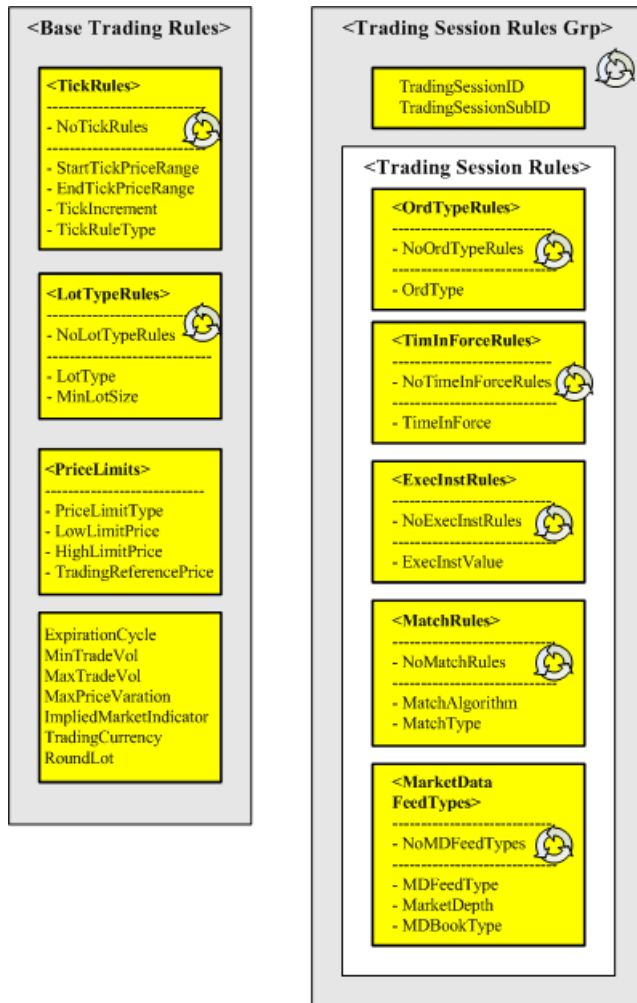 <Base Trading Rules>
<TickRules>
- NoTickRules
- StartTickPriceRange
- EndTickPriceRange
- TickIncrement
- TickRuleType
<LotTypeRules>
- NoLotTypeRules
- LotType
- MinLotSize
<PriceLimits>
- PriceLimitType
- LowLimitPrice
- HighLimitPrice
- TradingReferencePrice
ExpirationCycle
MinTradeVol
MaxTradeVol
MaxPriceVaration
ImpliedMarketIndicator
TradingCurrency
RoundLot
<Trading Session Rules Grp>
TradingSessionID
TradingSessionSubID
<Trading Session Rules>
<OrdTypeRules>
- NoOrdTypeRules
- OrdType
<TimInForceRules>
- NoTimeInForceRules
- TimeInForce
<ExecInstRules>
- NoExecInstRules
- ExecInstValue
<MatchRules>
- NoMatchRules
- MatchAlgorithm
- MatchType
<MarketData
FeedTypes>
- NoMDFeedTypes
- MDFeedType
- MarketDepth
- MDBookType